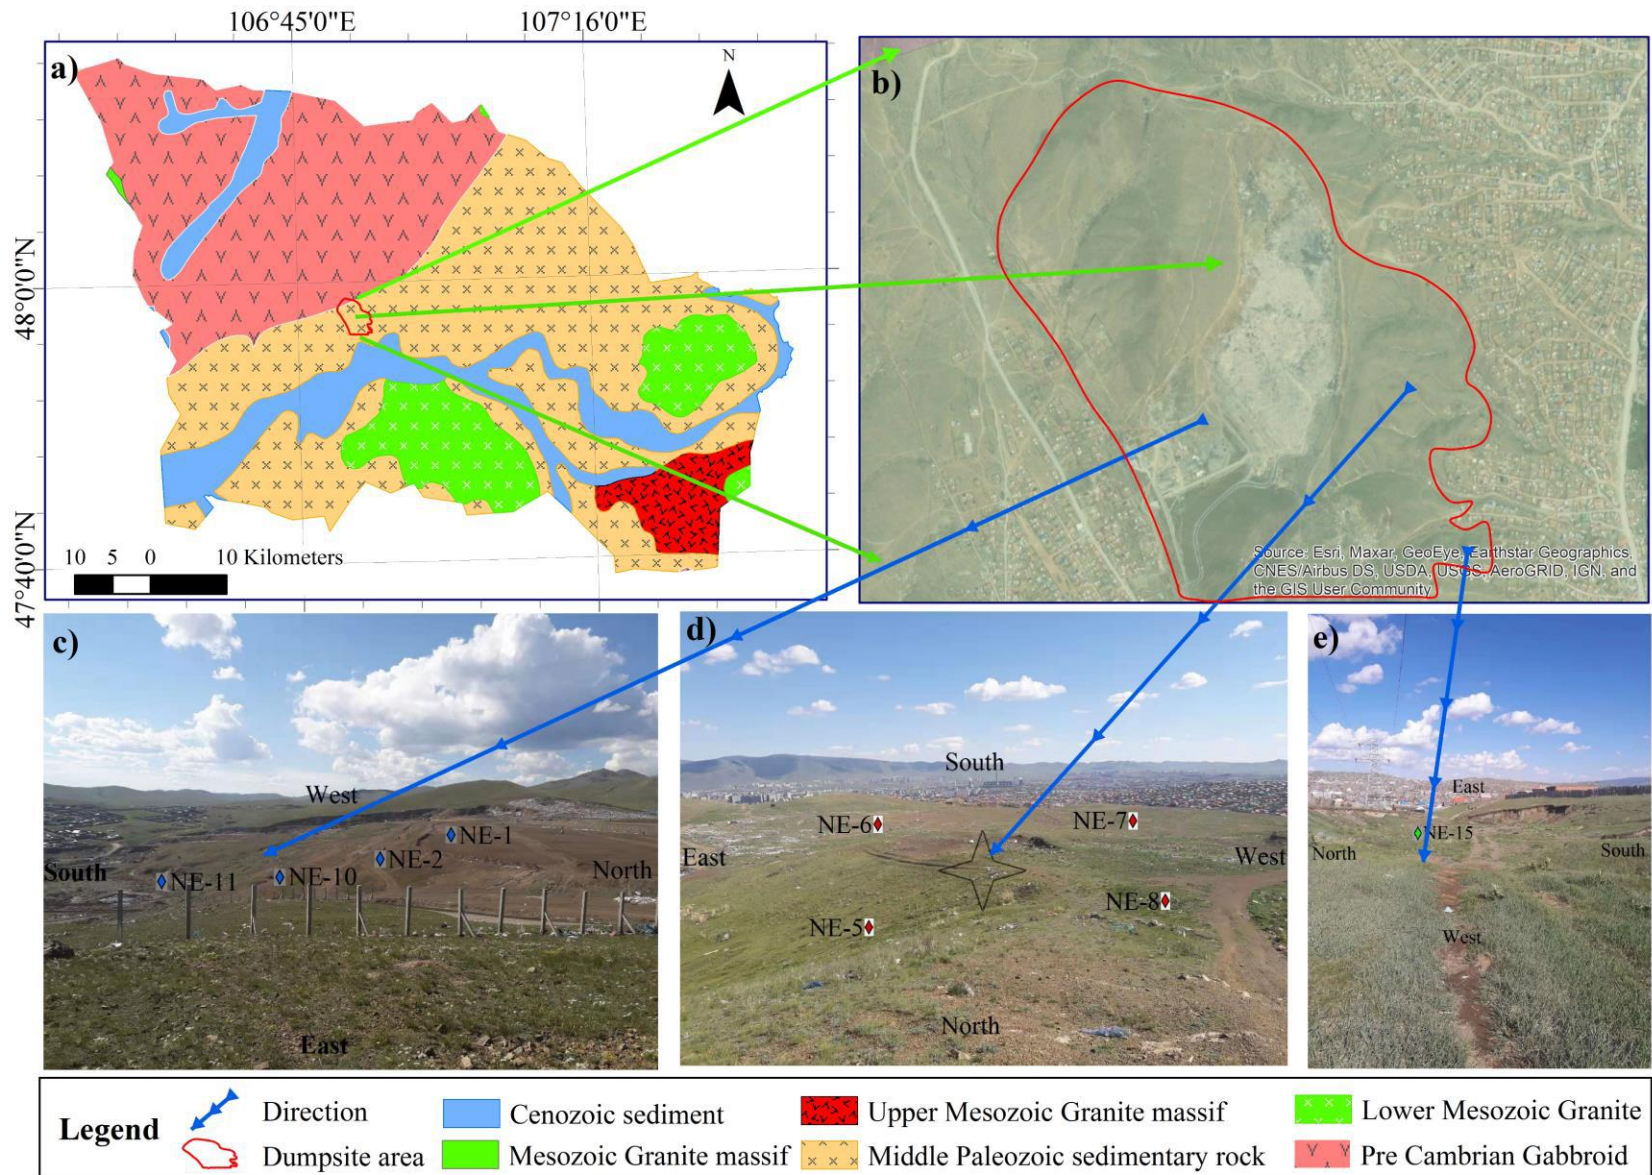 106°45'0"E
107°16'0"E
a)
N
48°0'0"N
47°40'0"N
10 5 0 10 Kilometers
b)
Source: Esri, Maxar, GeoEye, Earthstar Geographics,
CNES/Airbus DS, USDA, USGS, AeroGRID, IGN, and
the GIS User Community
c)
West
NE-1
NE-2
South
NE-11
NE-10
North
East
d)
South
NE-6
NE-7
East
West
NE-8
NE-5
North
e)
East
NE-15
North
South
West
Legend
Direction
Cenozoic sediment
Upper Mesozoic Granite massif
Lower Mesozoic Granite
Dumpsite area
Mesozoic Granite massif
Middle Paleozoic sedimentary rock
Pre Cambrian Gabbroid